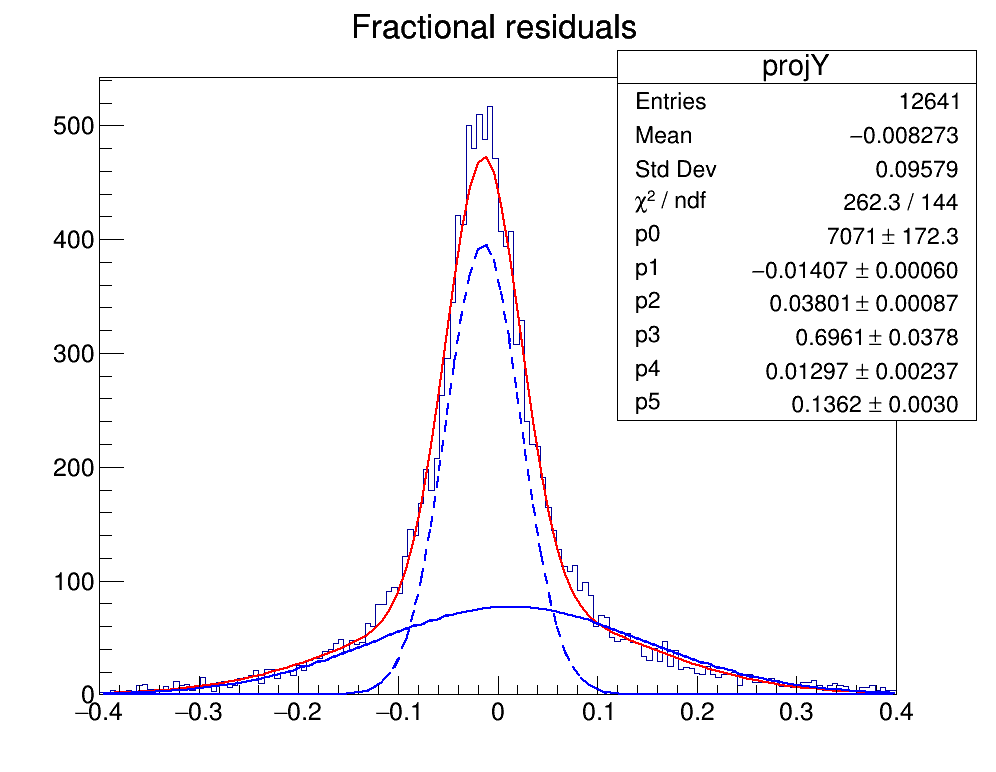 Fractional residuals
projY
Entries 12641
Mean −0.008273
Std Dev 0.09579
χ² / ndf 262.3 / 144
p0 7071 ± 172.3
p1 −0.01407 ± 0.00060
p2 0.03801 ± 0.00087
p3 0.6961 ± 0.0378
p4 0.01297 ± 0.00237
p5 0.1362 ± 0.0030
500
400
300
200
100
0
−0.4 −0.3 −0.2 −0.1 0 0.1 0.2 0.3 0.4